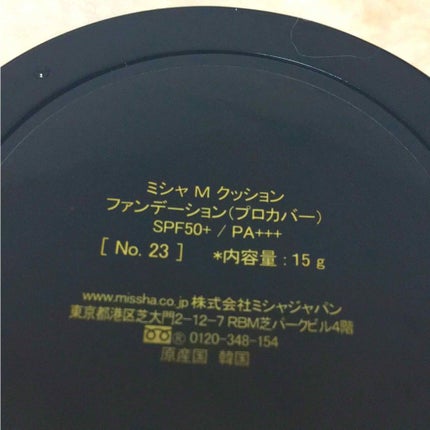 ミシャ M クッション
ファンデーション(プロカバー)
SPF50+ / PA+++
[ No. 23 ] *内容量 : 15 g
www.missha.co.jp 株式会社ミシャジャパン
東京都港区芝大門2-12-7 RBM芝パークビル4階
® 0120-348-154
原産国 韓国